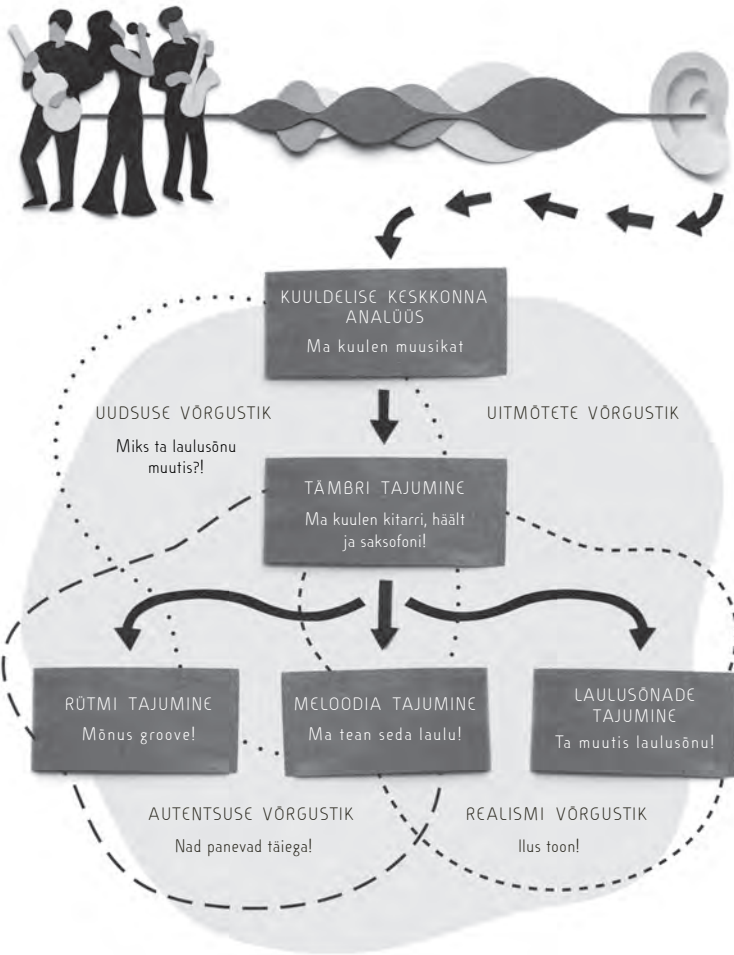 KUULDELISE KESKKONNA
ANALÜÜS
Ma kuulen muusikat
UUDSUSE VÕRGUSTIK
Miks ta laulusõnu
muutis?!
UITMÕTETE VÕRGUSTIK
TÄMBRI TAJUMINE
Ma kuulen kitarri, häält
ja saksofoni!
RÜTMI TAJUMINE
Mõnus groove!
MELOODIA TAJUMINE
Ma tean seda laulu!
LAULUSÕNADE
TAJUMINE
Ta muutis laulusõnu!
AUTENTSUSE VÕRGUSTIK
Nad panevad täiega!
REALISMI VÕRGUSTIK
Ilus toon!